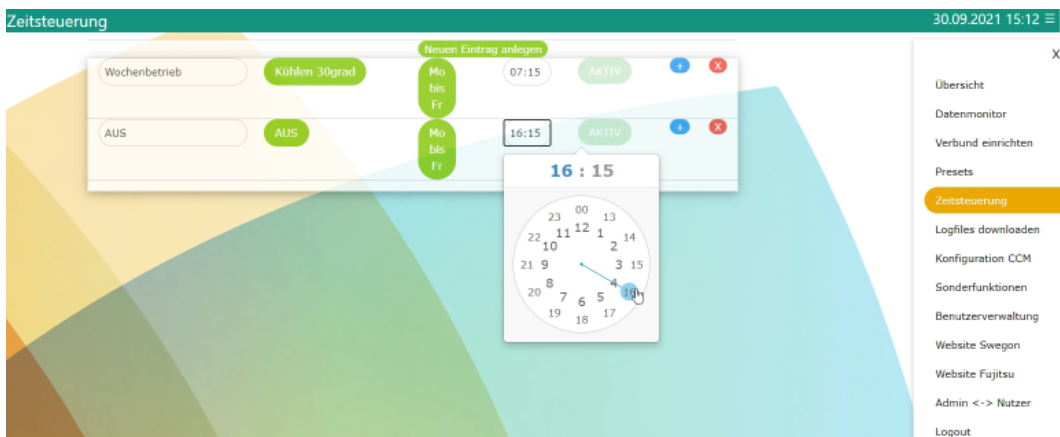 Zeitsteuerung
30.09.2021 15:12 ☰
Neuen Eintrag anlegen
Wochenbetrieb Kühlen 30grad Mo 07:15 AKTIV + X
bis
Fr
AUS AUS Mo 16:15 AKTIV + X
bis
Fr
16 : 15
00
23 13
12
11 1
22 14
10 2
21 9 3 15
8 4
20 16
7 5
6
19 17
18
X
Übersicht
Datenmonitor
Verbund einrichten
Presets
Zeitsteuerung
Logfiles downloaden
Konfiguration CCM
Sonderfunktionen
Benutzerverwaltung
Website Swegon
Website Fujitsu
Admin <-> Nutzer
Logout